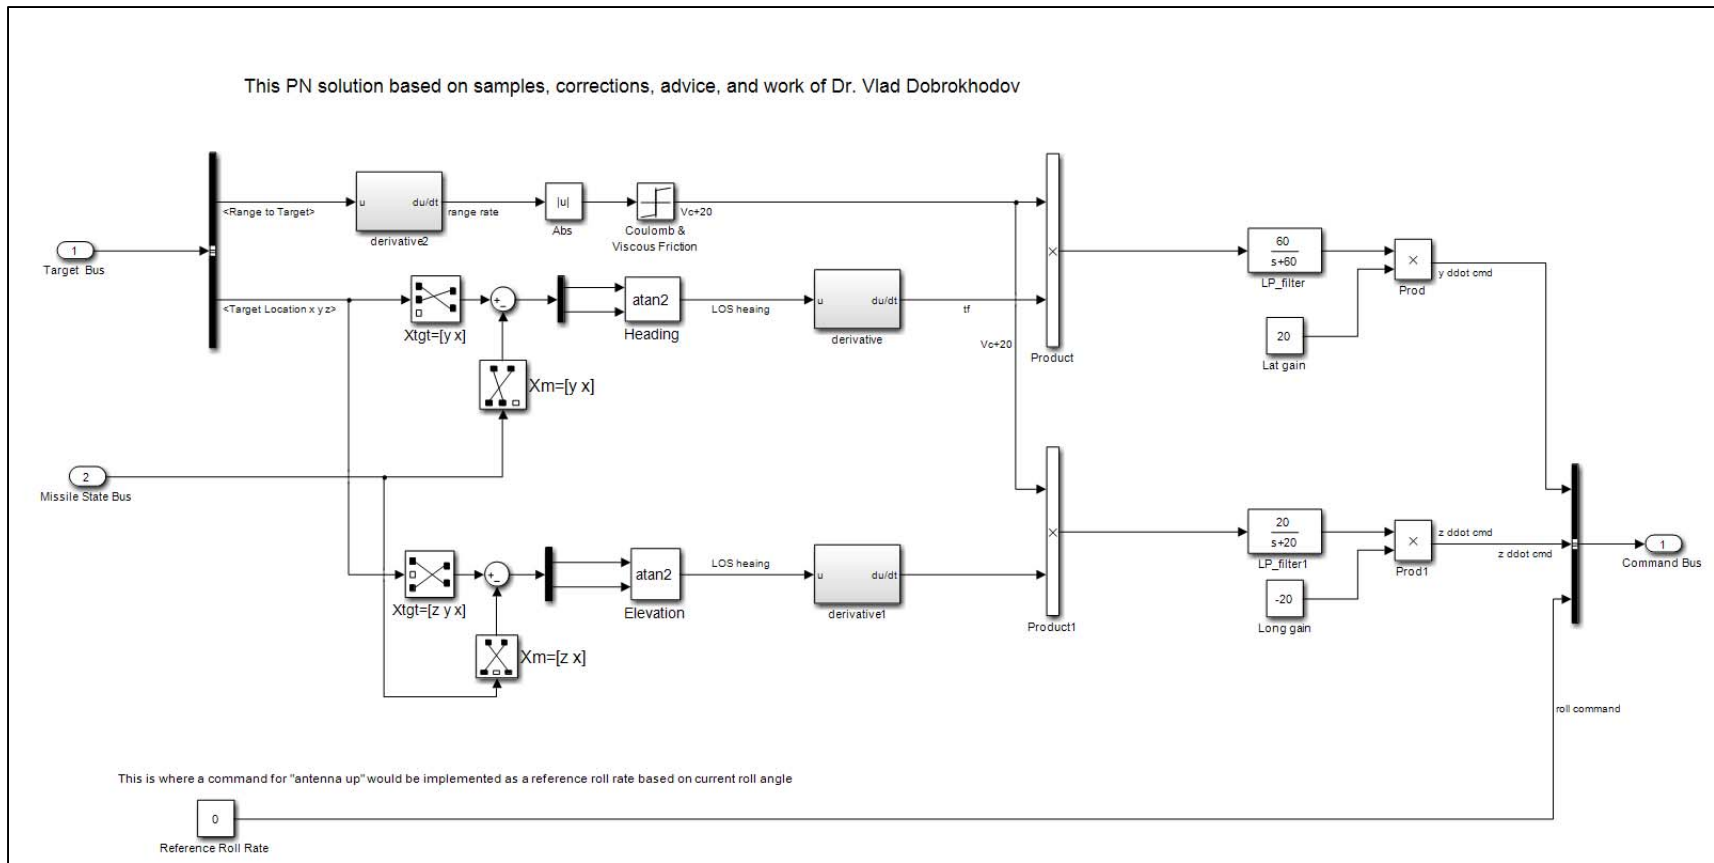 This PN solution based on samples, corrections, advice, and work of Dr. Vlad Dobrokhodov
1
Target Bus
<Range to Target>
u
du/dt
derivative2
range rate
|u|
Abs
Coulomb &
Viscous Friction
Vc+20
<Target Location x y z>
Xtgt=[y x]
+
-
atan2
Heading
LOS heaing
u
du/dt
derivative
tf
Vc+20
×
Product
60
s+60
LP_filter
×
Prod
y ddot cmd
20
Lat gain
Xm=[y x]
2
Missile State Bus
Xtgt=[z y x]
+
-
atan2
Elevation
LOS heaing
u
du/dt
derivative1
×
Product1
20
s+20
LP_filter1
×
Prod1
z ddot cmd
z ddot cmd
-20
Long gain
1
Command Bus
Xm=[z x]
roll command
This is where a command for "antenna up" would be implemented as a reference roll rate based on current roll angle
0
Reference Roll Rate